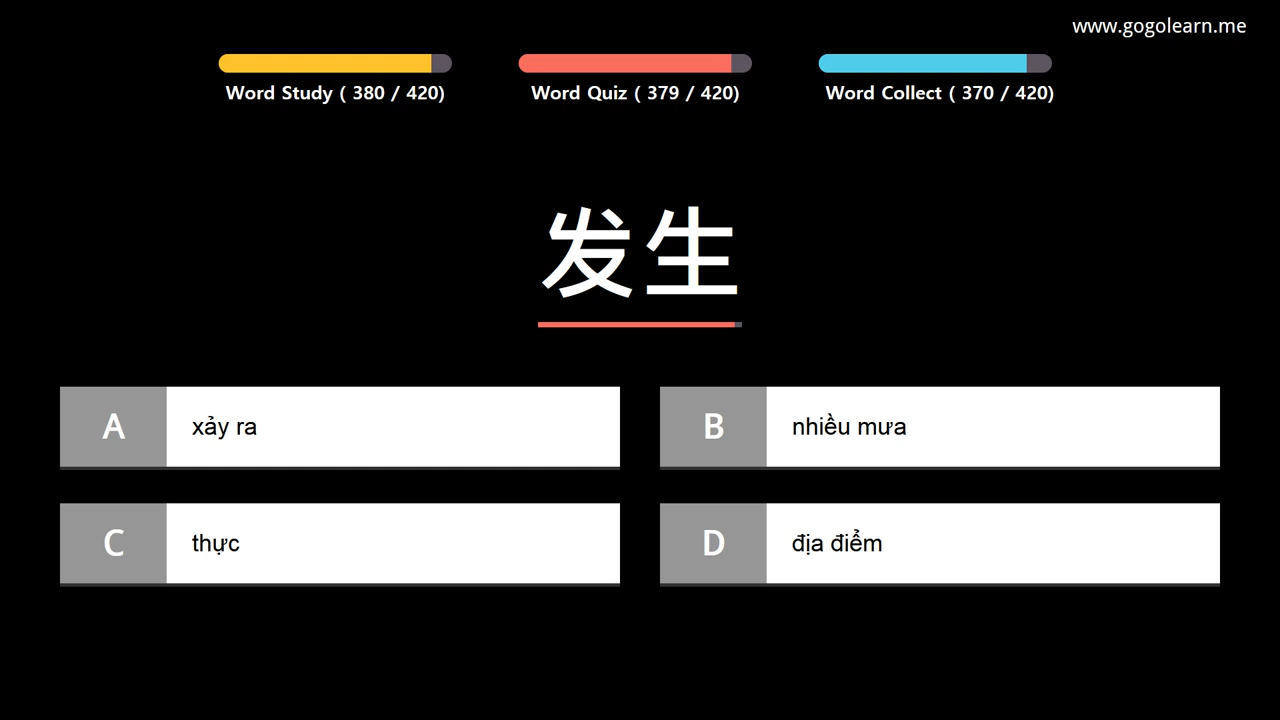 www.gogolearn.me
Word Study ( 380 / 420)
Word Quiz ( 379 / 420)
Word Collect ( 370 / 420)
发生
A xảy ra
B nhiều mưa
C thực
D địa điểm